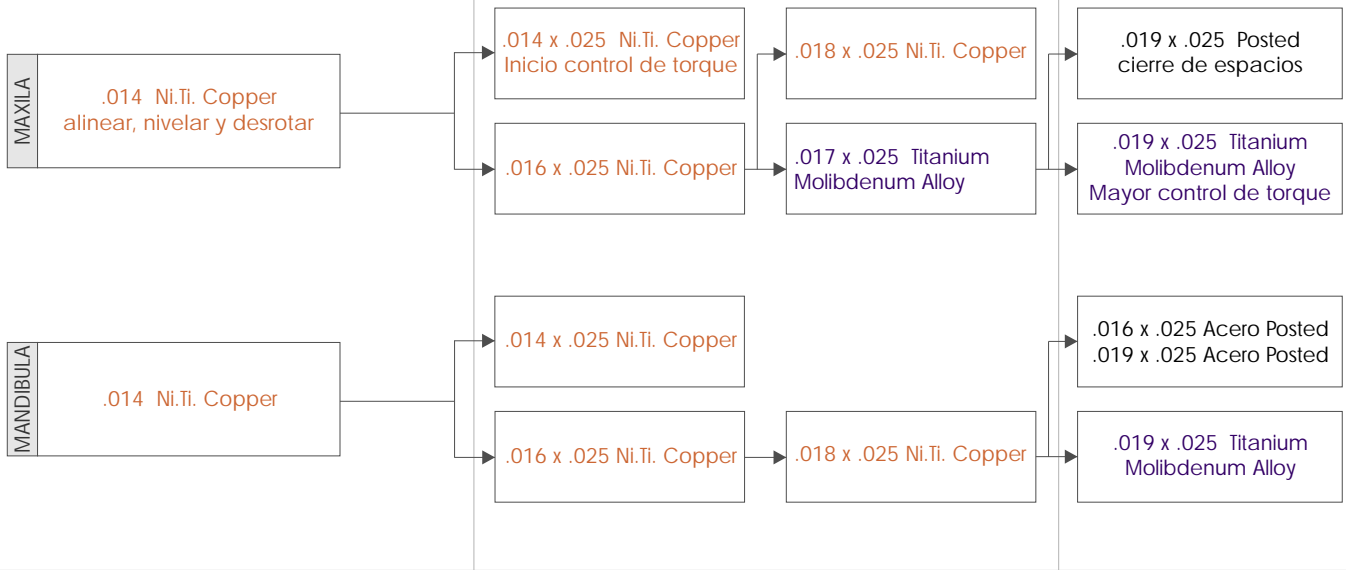 MAXILA
.014 Ni.Ti. Copper
alinear, nivelar y desrotar
.014 x .025 Ni.Ti. Copper
Inicio control de torque
.016 x .025 Ni.Ti. Copper
.018 x .025 Ni.Ti. Copper
.017 x .025 Titanium
Molibdenum Alloy
.019 x .025 Posted
cierre de espacios
.019 x .025 Titanium
Molibdenum Alloy
Mayor control de torque
MANDIBULA
.014 Ni.Ti. Copper
.014 x .025 Ni.Ti. Copper
.016 x .025 Ni.Ti. Copper
.018 x .025 Ni.Ti. Copper
.016 x .025 Acero Posted
.019 x .025 Acero Posted
.019 x .025 Titanium
Molibdenum Alloy